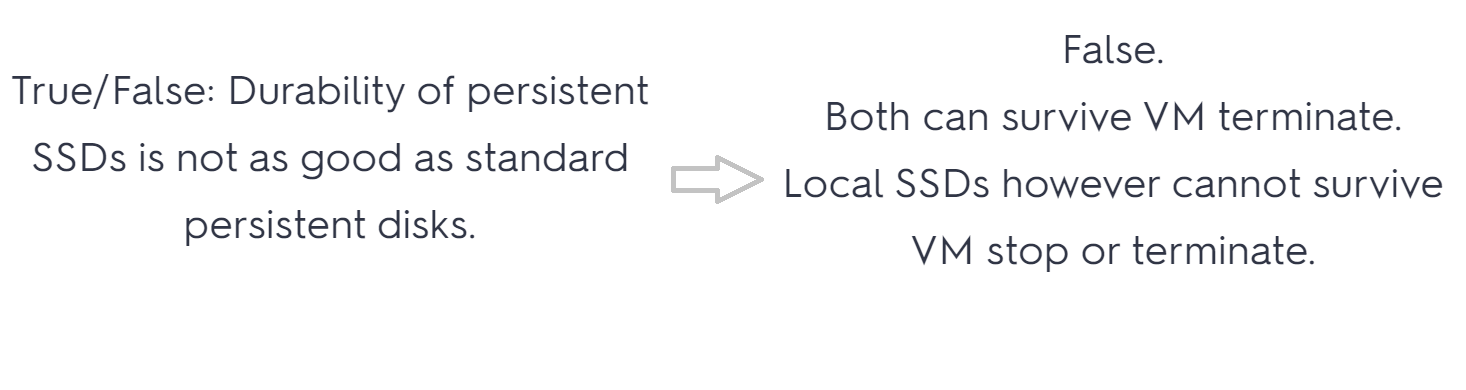 True/False: Durability of persistent
SSDs is not as good as standard
persistent disks.
False.
Both can survive VM terminate.
Local SSDs however cannot survive
VM stop or terminate.